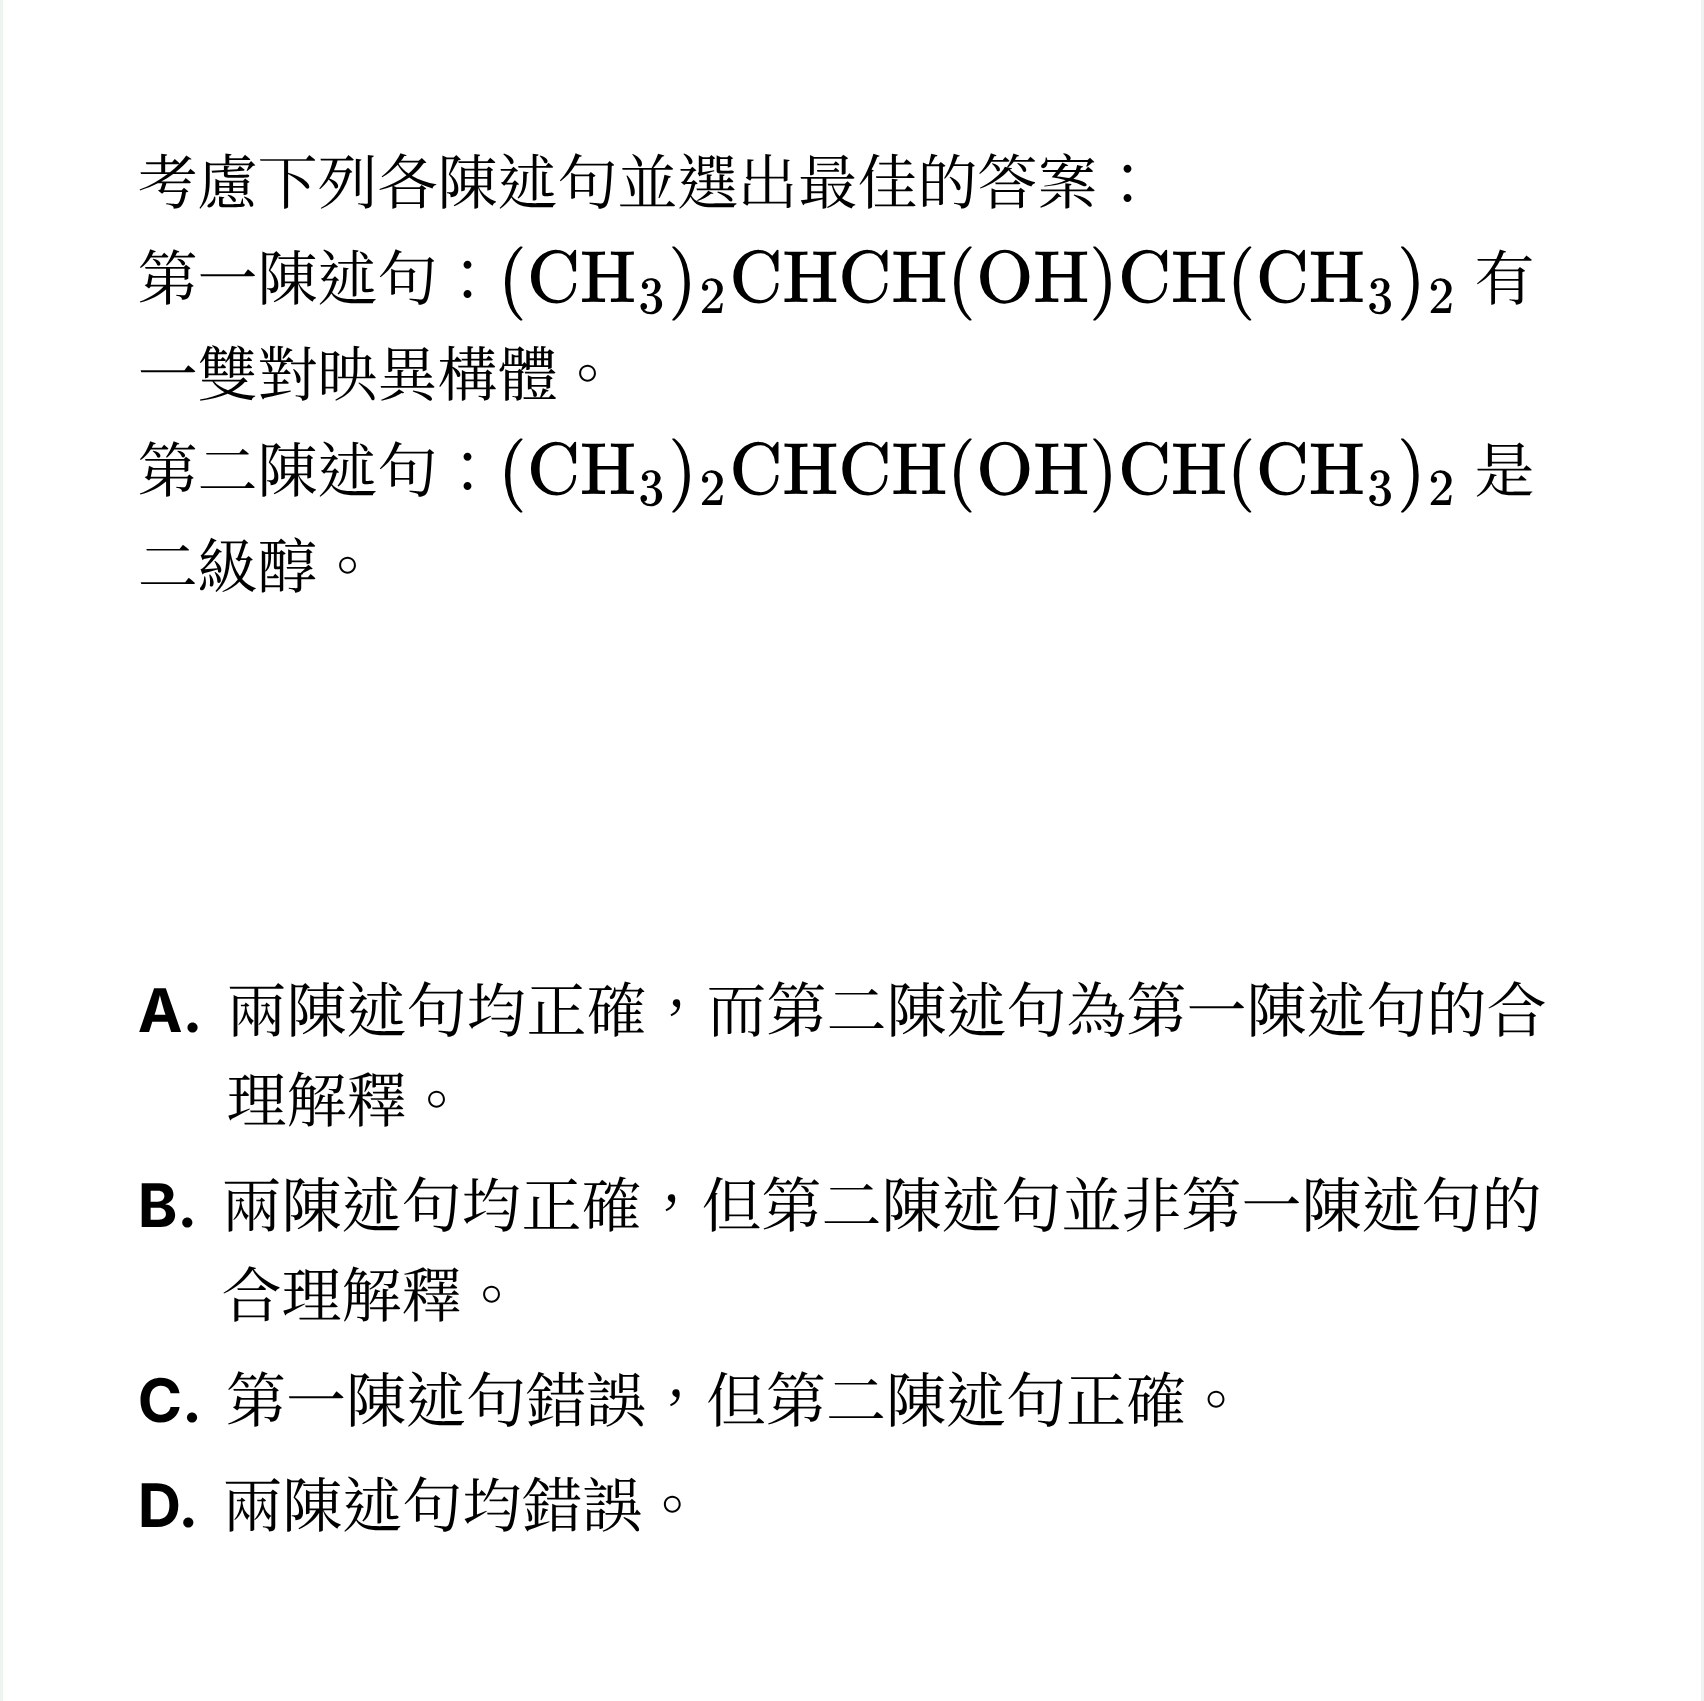 考慮下列各陳述句並選出最佳的答案：
第一陳述句：(CH₃)₂CHCH(OH)CH(CH₃)₂ 有
一雙對映異構體。
第二陳述句：(CH₃)₂CHCH(OH)CH(CH₃)₂ 是
二級醇。
A. 兩陳述句均正確，而第二陳述句為第一陳述句的合
理解釋。
B. 兩陳述句均正確，但第二陳述句並非第一陳述句的
合理解釋。
C. 第一陳述句錯誤，但第二陳述句正確。
D. 兩陳述句均錯誤。